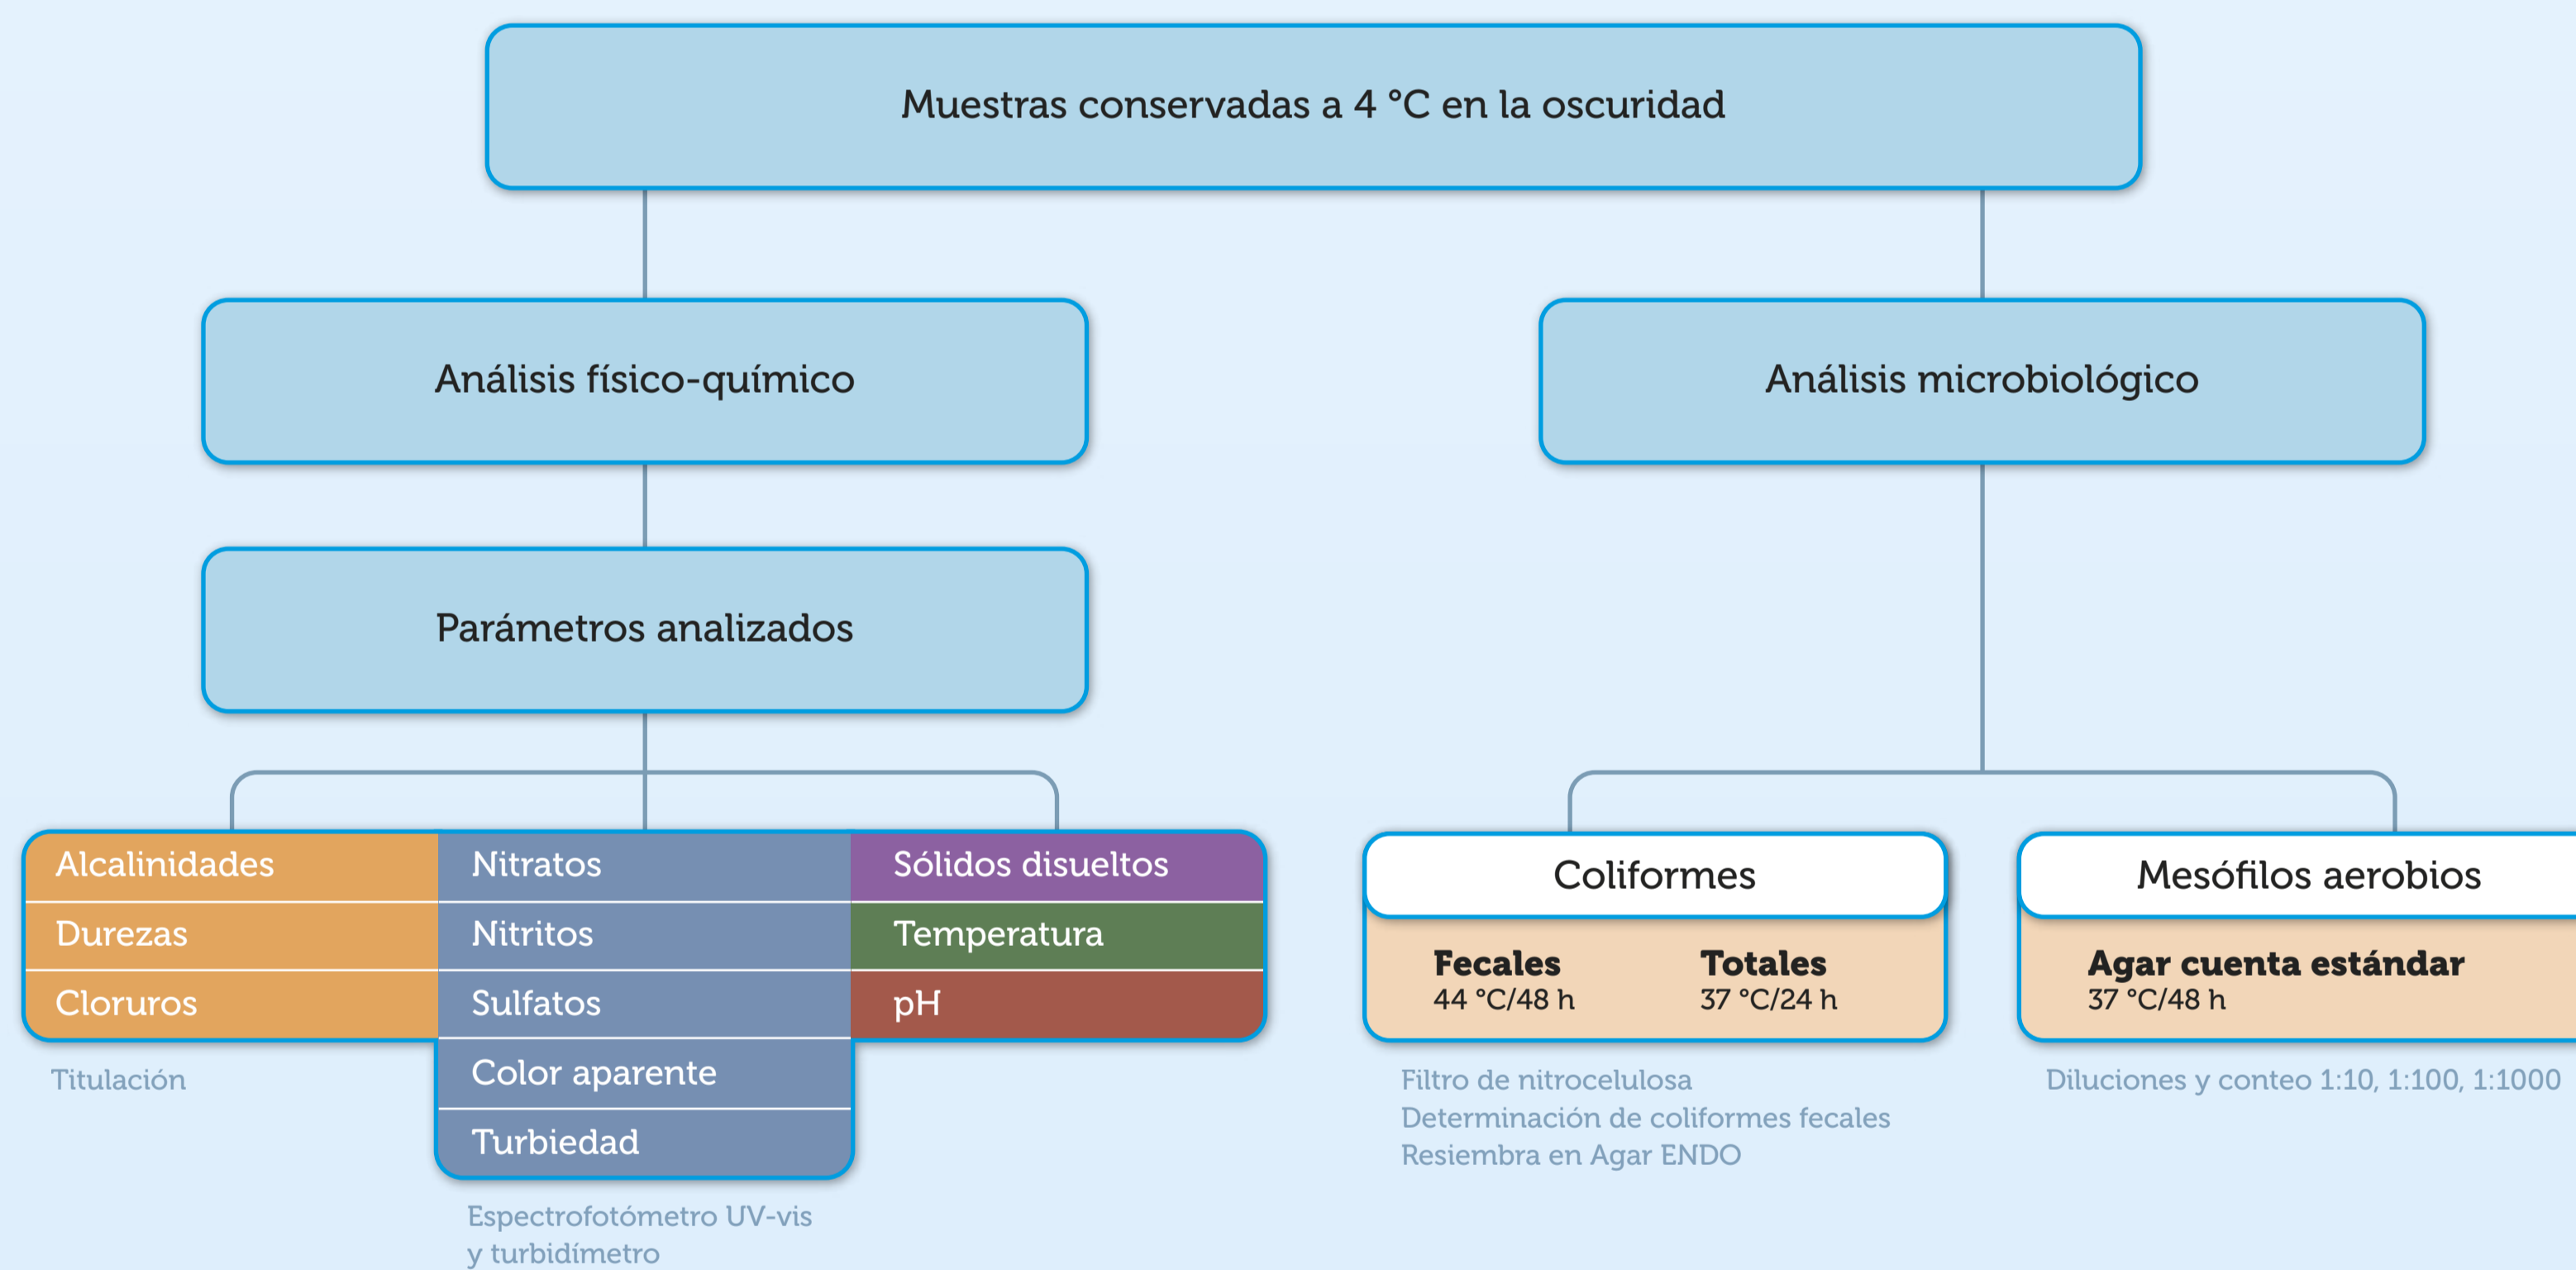 Muestras conservadas a 4 °C en la oscuridad
Análisis físico-químico
Análisis microbiológico
Parámetros analizados
Alcalinidades
Durezas
Cloruros
Titulación
Nitratos
Nitritos
Sulfatos
Color aparente
Turbiedad
Espectrofotómetro UV-vis
y turbidímetro
Sólidos disueltos
Temperatura
pH
Coliformes
Fecales
44 °C/48 h
Totales
37 °C/24 h
Filtro de nitrocelulosa
Determinación de coliformes fecales
Resiembra en Agar ENDO
Mesófilos aerobios
Agar cuenta estándar
37 °C/48 h
Diluciones y conteo 1:10, 1:100, 1:1000